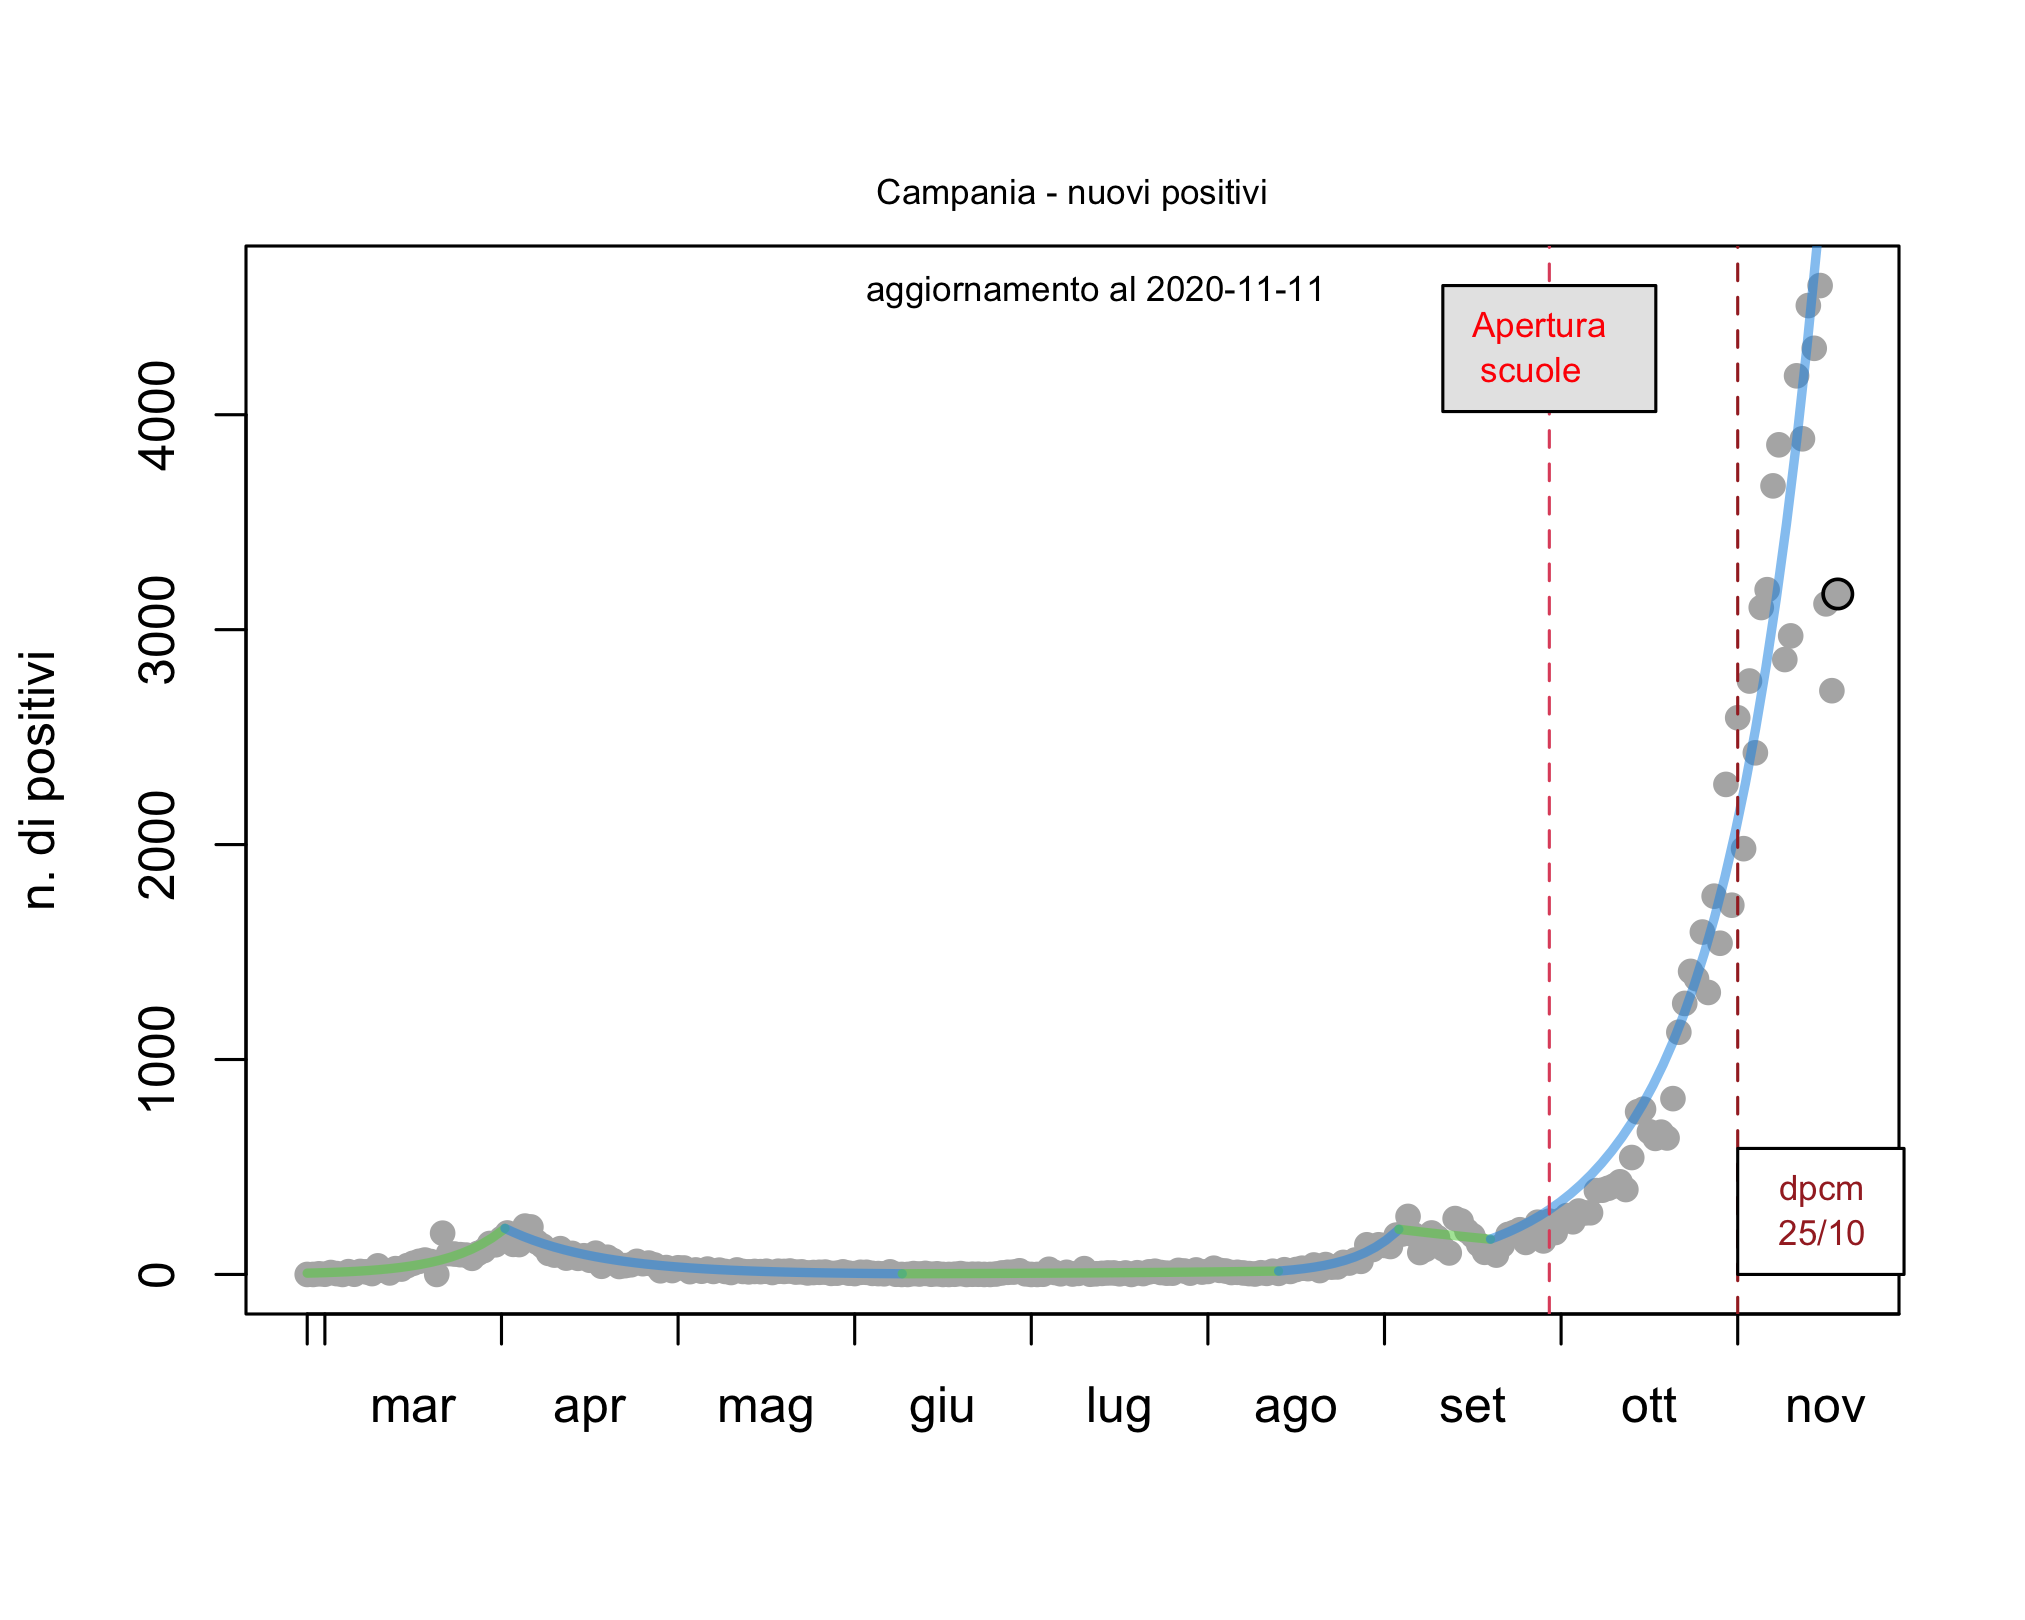 Campania - nuovi positivi
aggiornamento al 2020-11-11
Apertura
scuole
n. di positivi
4000
3000
2000
1000
0
dpcm
25/10
mar apr mag giu lug ago set ott nov